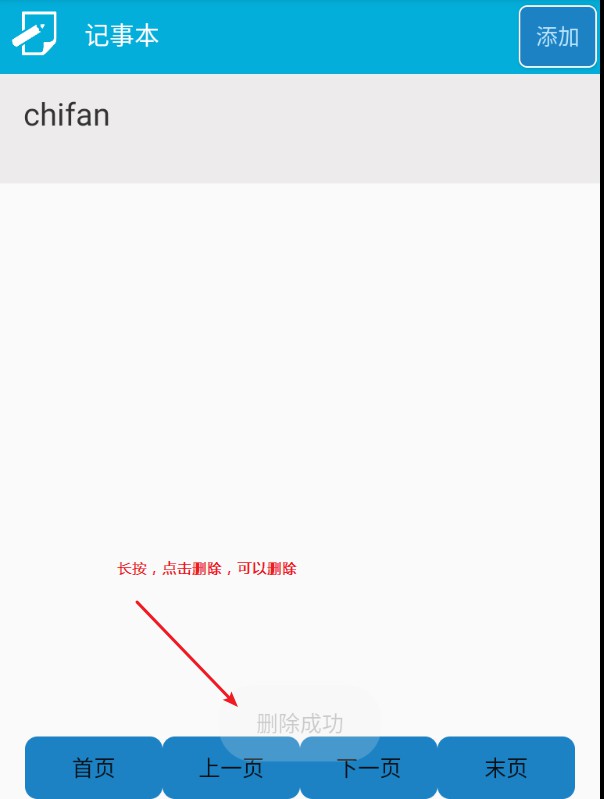 记事本
添加
chifan
长按，点击删除，可以删除
删除成功
首页
上一页
下一页
末页